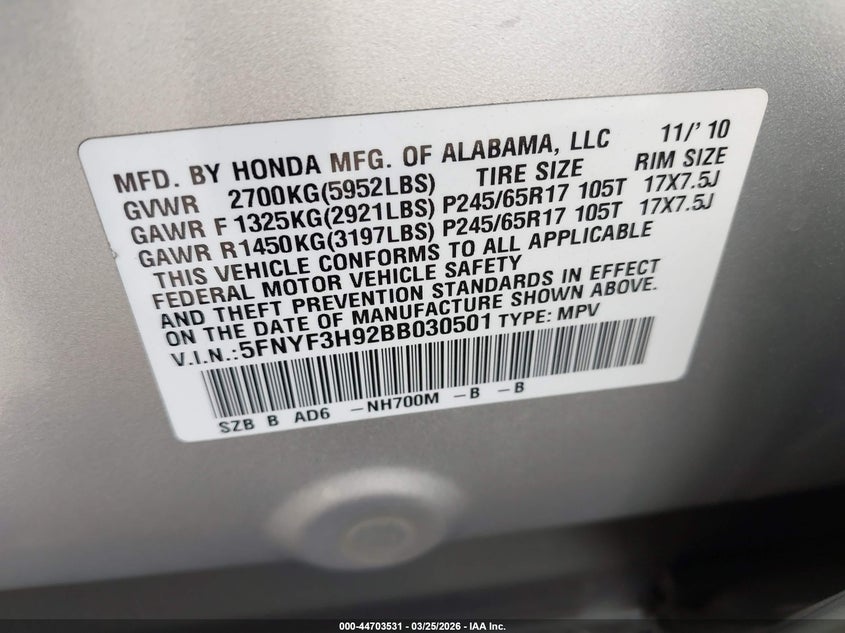 MFD. BY HONDA MFG. OF ALABAMA, LLC 11/'10
GVWR 2700KG(5952LBS) TIRE SIZE RIM SIZE
GAWR F 1325KG(2921LBS) P245/65R17 105T 17X7.5J
GAWR R 1450KG(3197LBS) P245/65R17 105T 17X7.5J
THIS VEHICLE CONFORMS TO ALL APPLICABLE
FEDERAL MOTOR VEHICLE SAFETY
AND THEFT PREVENTION STANDARDS IN EFFECT
ON THE DATE OF MANUFACTURE SHOWN ABOVE.
V.I.N.:5FNYF3H92BB030501 TYPE: MPV
SZB B AD6 -NH700M -B -B
000-44703531 - 03/25/2026 - IAA Inc.